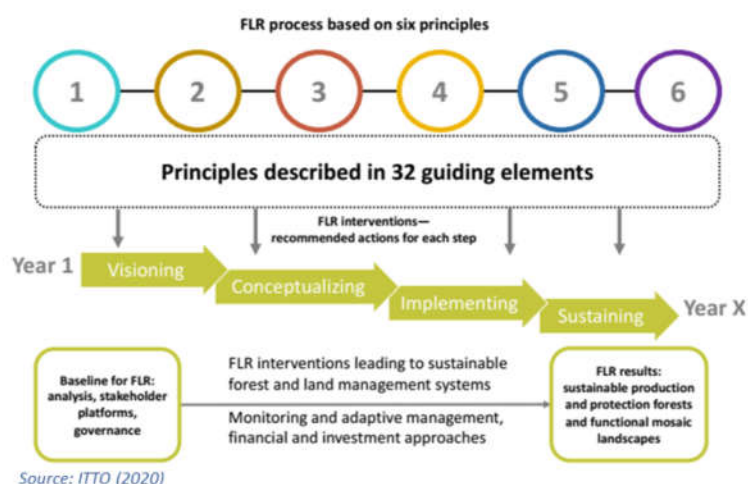 FLR process based on six principles
1 2 3 4 5 6
Principles described in 32 guiding elements
FLR interventions—
recommended actions for each step
Year 1
Visioning
Conceptualizing
Implementing
Sustaining
Year X
Baseline for FLR:
analysis, stakeholder
platforms,
governance
FLR interventions leading to sustainable
forest and land management systems
Monitoring and adaptive management,
financial and investment approaches
FLR results:
sustainable production
and protection forests
and functional mosaic
landscapes
Source: ITTO (2020)